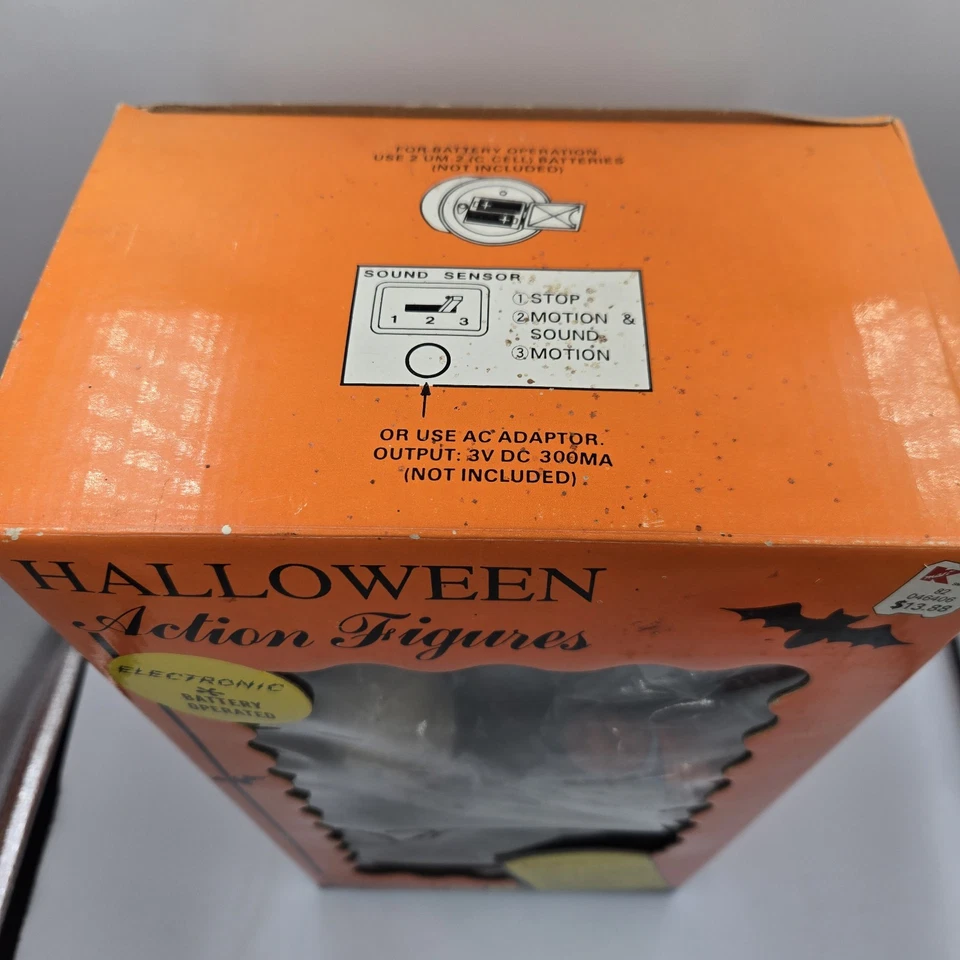 FOR BATTERY OPERATION
USE 2 UM-2 (C CELL) BATTERIES
(NOT INCLUDED)
SOUND SENSOR
1 2 3
①STOP
②MOTION &
SOUND
③MOTION
OR USE AC ADAPTOR.
OUTPUT: 3V DC 300MA
(NOT INCLUDED)
HALLOWEEN
Action Figures
ELECTRONIC
BATTERY
OPERATED
K
82
046406
$13.88